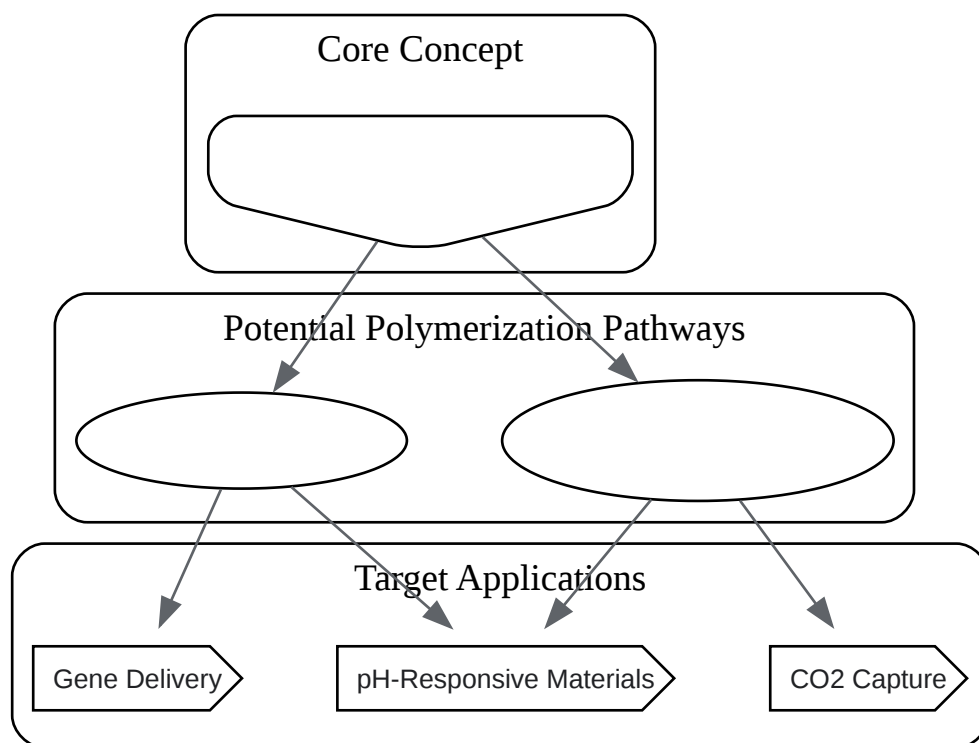 Core Concept
Potential Polymerization Pathways
Target Applications
Gene Delivery
pH-Responsive Materials
CO2 Capture